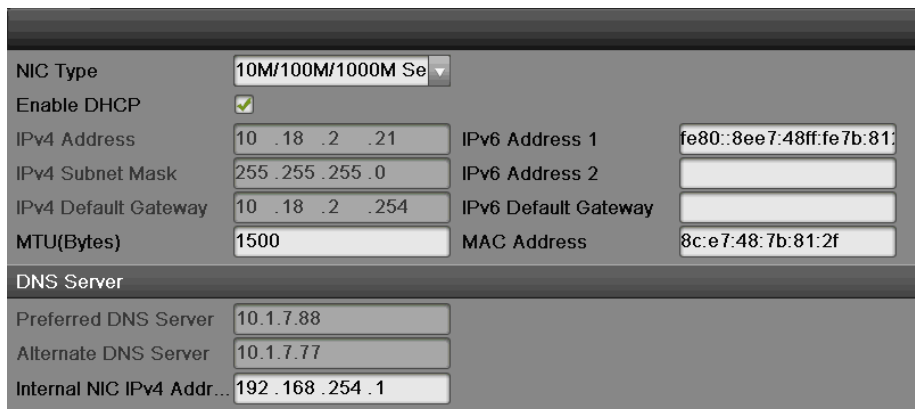 NIC Type 10M/100M/1000M Se
Enable DHCP
IPv4 Address 10 .18 .2 .21 IPv6 Address 1 fe80::8ee7:48ff:fe7b:812
IPv4 Subnet Mask 255.255.255.0 IPv6 Address 2
IPv4 Default Gateway 10 .18 .2 .254 IPv6 Default Gateway
MTU(Bytes) 1500 MAC Address 8c:e7:48:7b:81:2f
DNS Server
Preferred DNS Server 10.1.7.88
Alternate DNS Server 10.1.7.77
Internal NIC IPv4 Addr... 192 .168 .254 .1